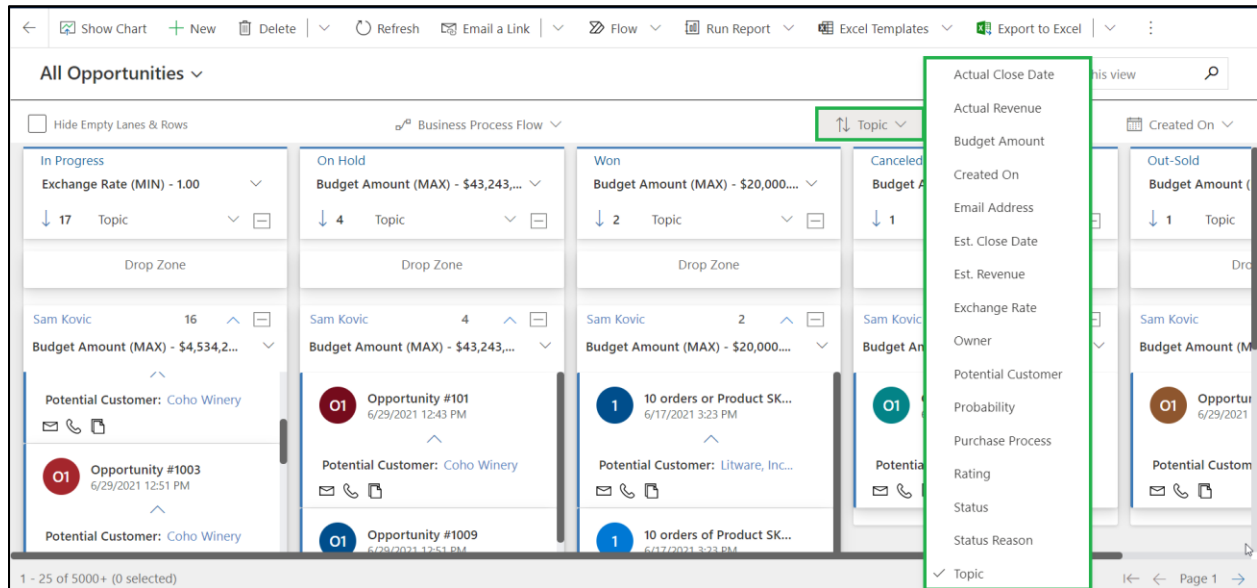 Show Chart New Delete Refresh Email a Link Flow Run Report Excel Templates Export to Excel
All Opportunities
his view
Hide Empty Lanes & Rows Business Process Flow Topic Created On
Actual Close Date
Actual Revenue
Budget Amount
Created On
Email Address
Est. Close Date
Est. Revenue
Exchange Rate
Owner
Potential Customer
Probability
Purchase Process
Rating
Status
Status Reason
Topic
In Progress
Exchange Rate (MIN) - 1.00
17 Topic
Drop Zone
Sam Kovic 16
Budget Amount (MAX) - $4,534,2...
Potential Customer: Coho Winery
O1 Opportunity #1003
6/29/2021 12:51 PM
Potential Customer: Coho Winery
On Hold
Budget Amount (MAX) - $43,243,...
4 Topic
Drop Zone
Sam Kovic 4
Budget Amount (MAX) - $43,243,...
O1 Opportunity #101
6/29/2021 12:43 PM
Potential Customer: Coho Winery
O1 Opportunity #1009
6/29/2021 12:51 PM
Won
Budget Amount (MAX) - $20,000....
2 Topic
Drop Zone
Sam Kovic 2
Budget Amount (MAX) - $20,000....
1 10 orders or Product SK...
6/17/2021 3:23 PM
Potential Customer: Litware, Inc...
1 10 orders of Product SK...
6/17/2021 3:23 PM
Canceled
Budget A
1
Sam Kovic
Budget An
O1
Potentia
Out-Sold
Budget Amount (
1 Topic
Dro
Sam Kovic
Budget Amount (M
O1 Opportur
6/29/2021
Potential Custom
1 - 25 of 5000+ (0 selected)
Page 1